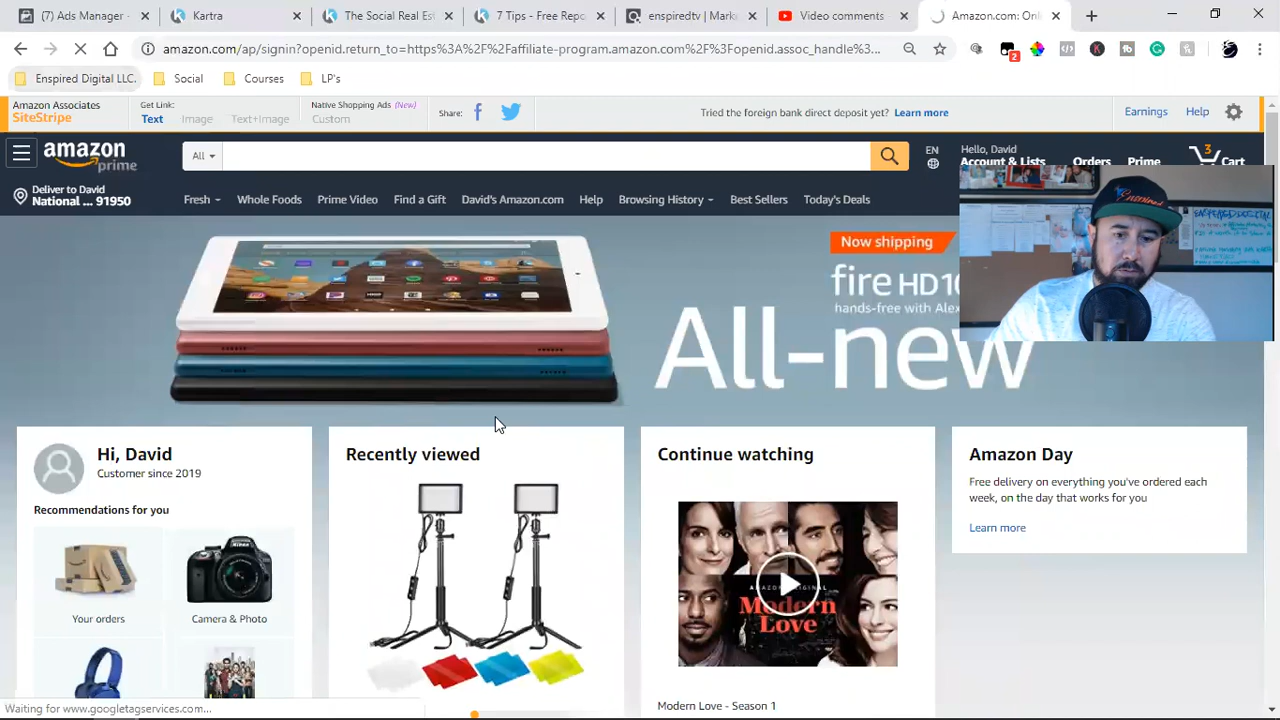 (7) Ads Manager -
Kartra
The Social Real Est
7 Tips - Free Repo
enspiredtv | Mark
Video comments -
Amazon.com: Onl
amazon.com/ap/signin?openid.return_to=https%3A%2F%2Faffiliate-program.amazon.com%2F%3Fopenid.assoc_handle%...
2
Enspired Digital LLC.
Social
Courses
LP's
Amazon Associates
SiteStripe
Get Link:
Text
Image
Text+Image
Native Shopping Ads (New)
Custom
Share:
Tried the foreign bank direct deposit yet? Learn more
Earnings
Help
amazon
prime
All
EN
Hello, David
Account & Lists
Orders
Prime
3
Cart
Deliver to David
National ... 91950
Fresh
Whole Foods
Prime Video
Find a Gift
David's Amazon.com
Help
Browsing History
Best Sellers
Today's Deals
Now shipping
fire HD10
hands-free with Alex
All-new
Hi, David
Customer since 2019
Recommendations for you
Your orders
Camera & Photo
Recently viewed
Continue watching
AMAZON ORIGINAL
Modern
Love
Modern Love - Season 1
Amazon Day
Free delivery on everything you've ordered each
week, on the day that works for you
Learn more
Waiting for www.googletagservices.com...